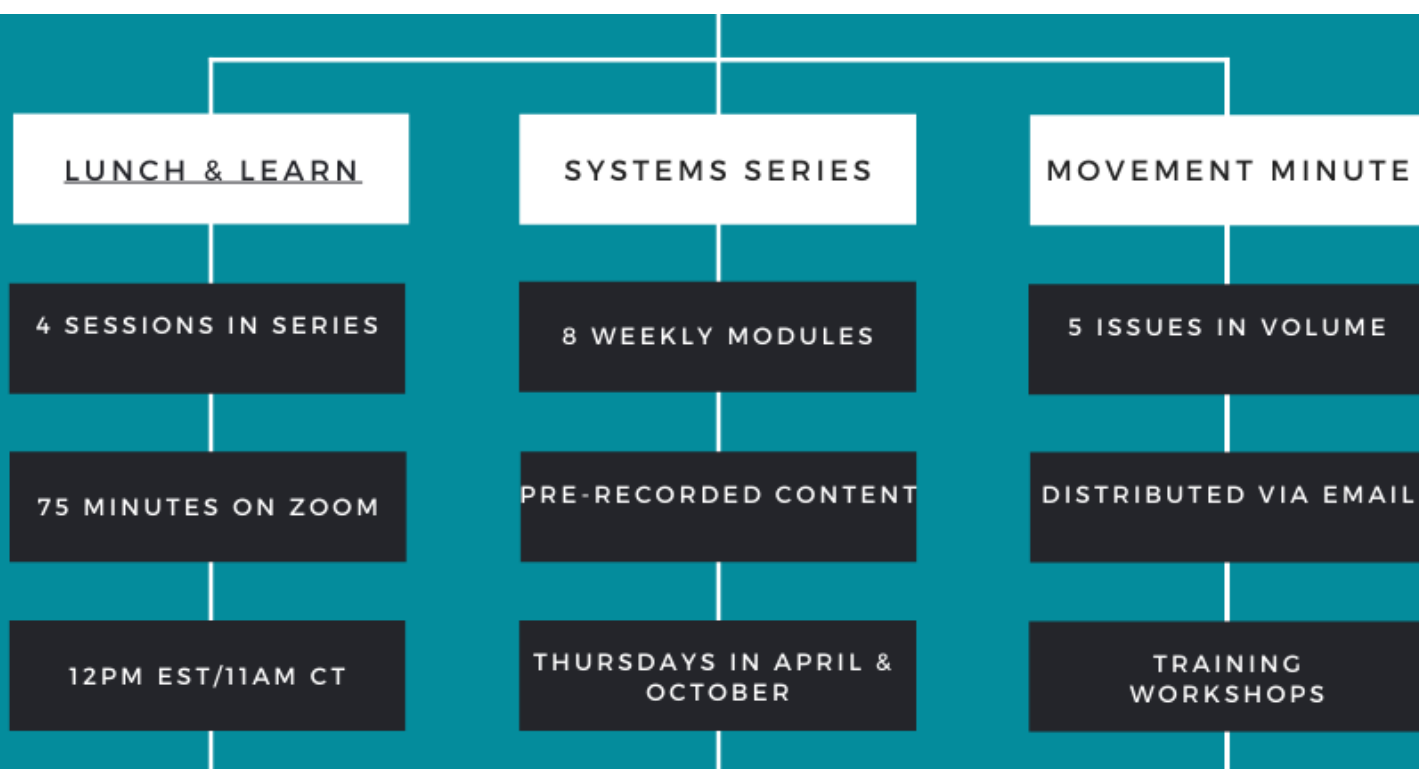 LUNCH & LEARN
SYSTEMS SERIES
MOVEMENT MINUTE
4 SESSIONS IN SERIES
8 WEEKLY MODULES
5 ISSUES IN VOLUME
75 MINUTES ON ZOOM
PRE-RECORDED CONTENT
DISTRIBUTED VIA EMAIL
12PM EST/11AM CT
THURSDAYS IN APRIL &
OCTOBER
TRAINING
WORKSHOPS